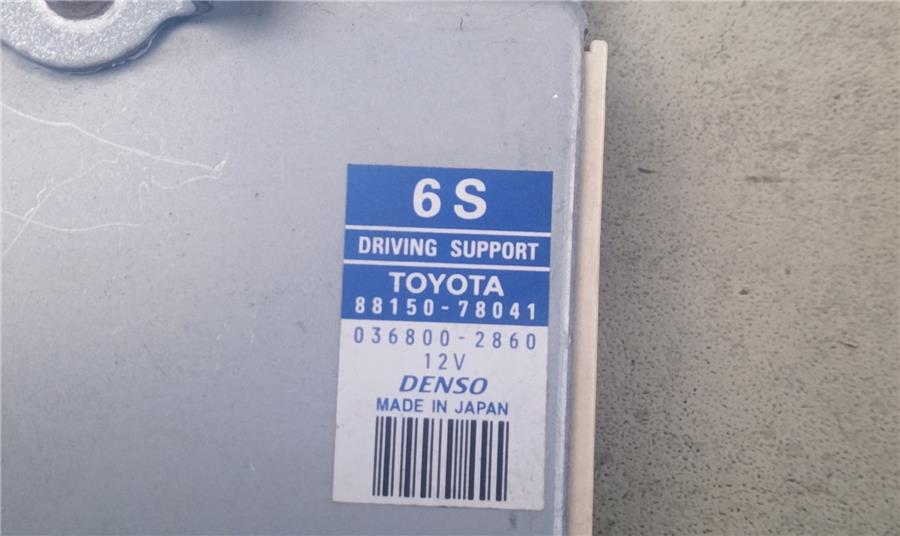 6S
DRIVING SUPPORT
TOYOTA
88150-78041
036800-2860
12V
DENSO
MADE IN JAPAN